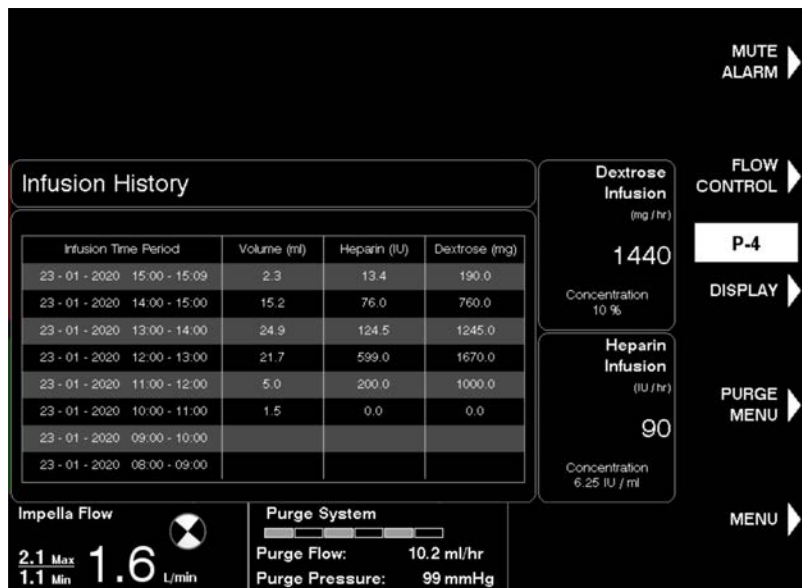 MUTE
ALARM
FLOW
CONTROL
P-4
DISPLAY
PURGE
MENU
MENU
Infusion History
Infusion Time Period Volume (ml) Heparin (IU) Dextrose (mg)
23 - 01 - 2020 15:00 - 15:09 2.3 13.4 190.0
23 - 01 - 2020 14:00 - 15:00 15.2 76.0 760.0
23 - 01 - 2020 13:00 - 14:00 24.9 124.5 1245.0
23 - 01 - 2020 12:00 - 13:00 21.7 599.0 1670.0
23 - 01 - 2020 11:00 - 12:00 5.0 200.0 1000.0
23 - 01 - 2020 10:00 - 11:00 1.5 0.0 0.0
23 - 01 - 2020 09:00 - 10:00
23 - 01 - 2020 08:00 - 09:00
Dextrose
Infusion
(mg / hr)
1440
Concentration
10 %
Heparin
Infusion
(IU / hr)
90
Concentration
6.25 IU / ml
Impella Flow
2.1 Max
1.1 Min
1.6 L/min
Purge System
Purge Flow: 10.2 ml/hr
Purge Pressure: 99 mmHg